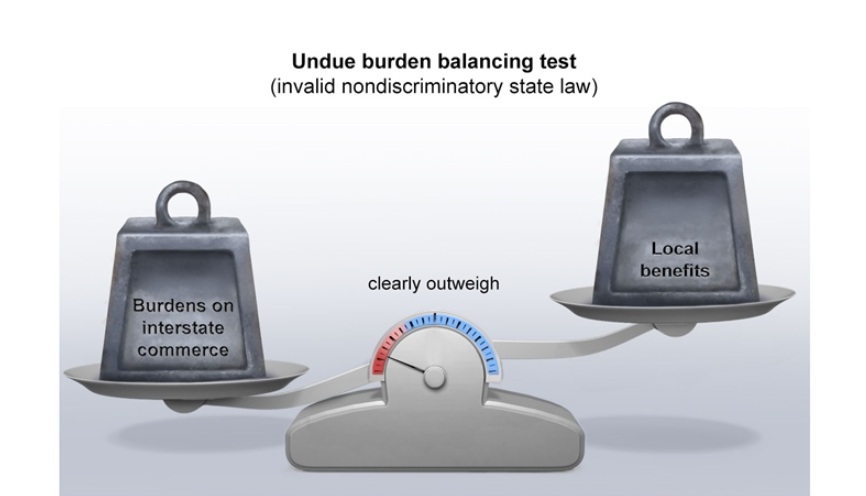 Undue burden balancing test
(invalid nondiscriminatory state law)
Local
benefits
clearly outweigh
Burdens on
interstate
commerce